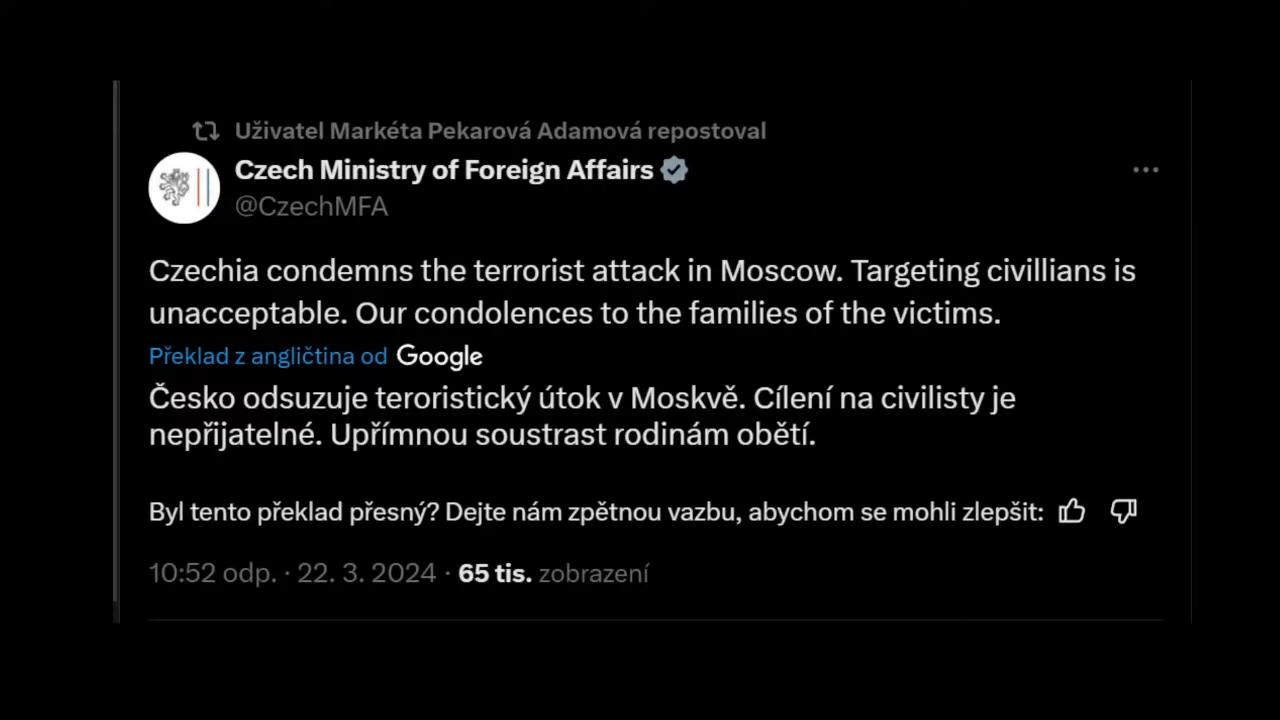 Uživatel Markéta Pekarová Adamová repostoval
Czech Ministry of Foreign Affairs
@CzechMFA
Czechia condemns the terrorist attack in Moscow. Targeting civillians is
unacceptable. Our condolences to the families of the victims.
Překlad z angličtina od Google
Česko odsuzuje teroristický útok v Moskvě. Cílení na civilisty je
nepřijatelné. Upřímnou soustrast rodinám obětí.
Byl tento překlad přesný? Dejte nám zpětnou vazbu, abychom se mohli zlepšit:
10:52 odp. · 22. 3. 2024 · 65 tis. zobrazení